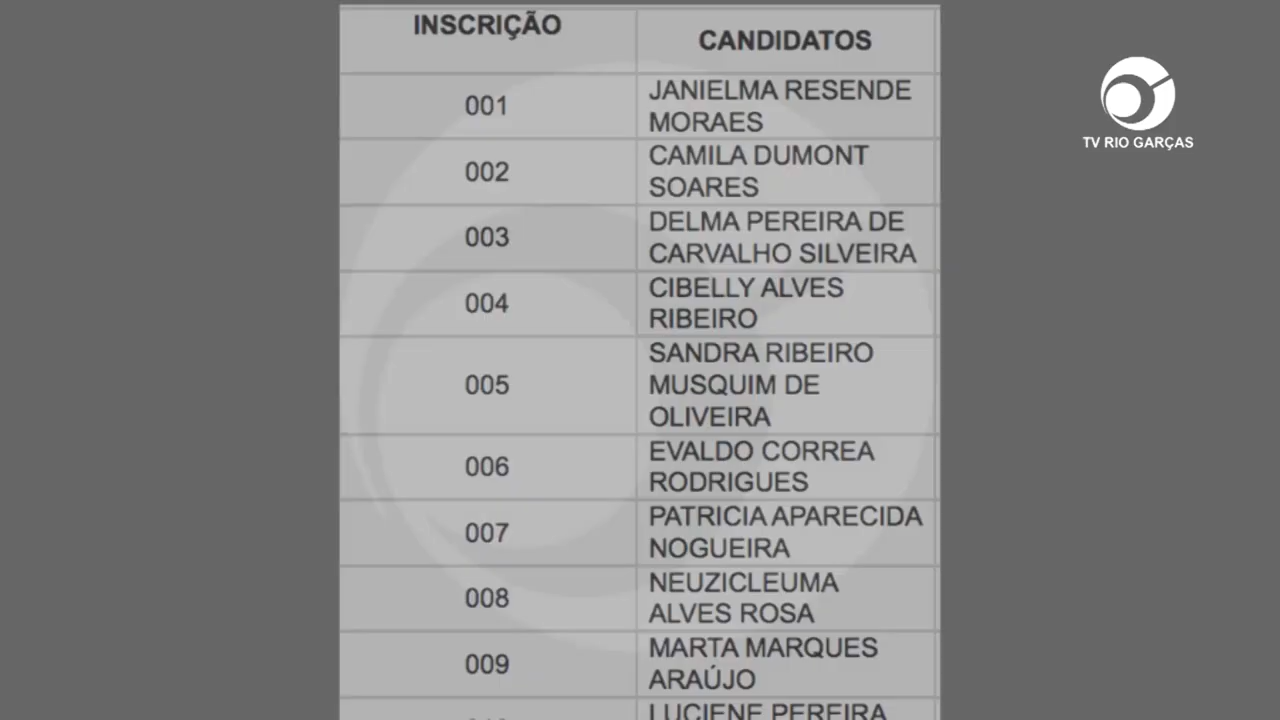 INSCRIÇÃO
CANDIDATOS
001
JANIELMA RESENDE
MORAES
002
CAMILA DUMONT
SOARES
003
DELMA PEREIRA DE
CARVALHO SILVEIRA
004
CIBELLY ALVES
RIBEIRO
005
SANDRA RIBEIRO
MUSQUIM DE
OLIVEIRA
006
EVALDO CORREA
RODRIGUES
007
PATRICIA APARECIDA
NOGUEIRA
008
NEUZICLEUMA
ALVES ROSA
009
MARTA MARQUES
ARAÚJO
LUCIENE PEREIRA
TV RIO GARÇAS